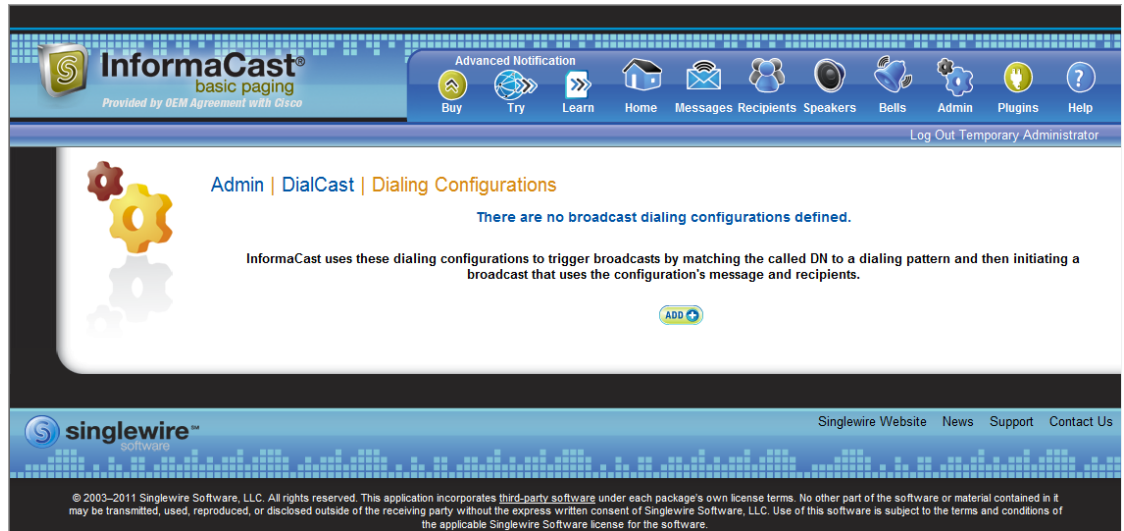 InformaCast®
basic paging
Provided by OEM Agreement with Cisco
Advanced Notification
Buy Try Learn Home Messages Recipients Speakers Bells Admin Plugins Help
Log Out Temporary Administrator
Admin | DialCast | Dialing Configurations
There are no broadcast dialing configurations defined.
InformaCast uses these dialing configurations to trigger broadcasts by matching the called DN to a dialing pattern and then initiating a
broadcast that uses the configuration's message and recipients.
ADD
Singlewire Website News Support Contact Us
S singlewire℠
software
© 2003–2011 Singlewire Software, LLC. All rights reserved. This application incorporates third-party software under each package's own license terms. No other part of the software or material contained in it
may be transmitted, used, reproduced, or disclosed outside of the receiving party without the express written consent of Singlewire Software, LLC. Use of this software is subject to the terms and conditions of
the applicable Singlewire Software license for the software.